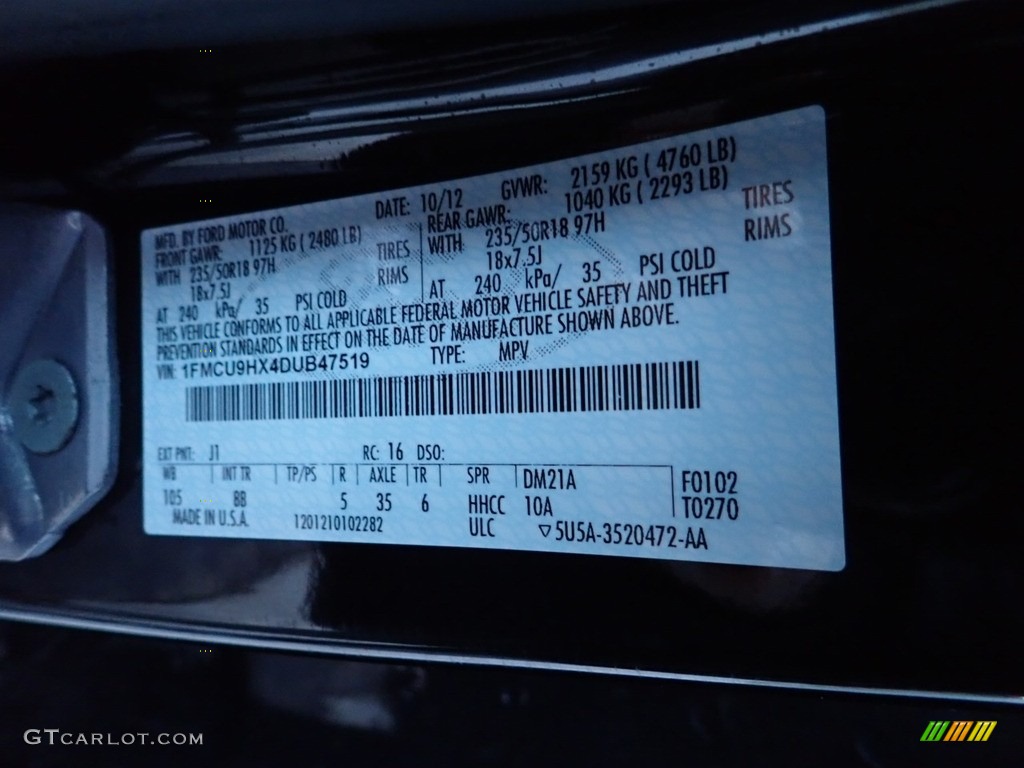 MFD. BY FORD MOTOR CO. DATE: 10/12 GVWR: 2159 KG ( 4760 LB)
FRONT GAWR: 1125 KG ( 2480 LB) REAR GAWR: 1040 KG ( 2293 LB)
WITH 235/50R18 97H TIRES WITH 235/50R18 97H TIRES
18x7.5J RIMS 18x7.5J RIMS
AT 240 kPa/ 35 PSI COLD AT 240 kPa/ 35 PSI COLD
THIS VEHICLE CONFORMS TO ALL APPLICABLE FEDERAL MOTOR VEHICLE SAFETY AND THEFT
PREVENTION STANDARDS IN EFFECT ON THE DATE OF MANUFACTURE SHOWN ABOVE.
VIN: 1FMCU9HX4DUB47519 TYPE: MPV
EXT PNT: J1 RC: 16 DSO:
WB INT TR TP/PS R AXLE TR SPR DM21A F0102
105 BB 5 35 6 HHCC 10A T0270
MADE IN U.S.A. 1201210102282 ULC ▽5U5A-3520472-AA
GTCARLOT.COM